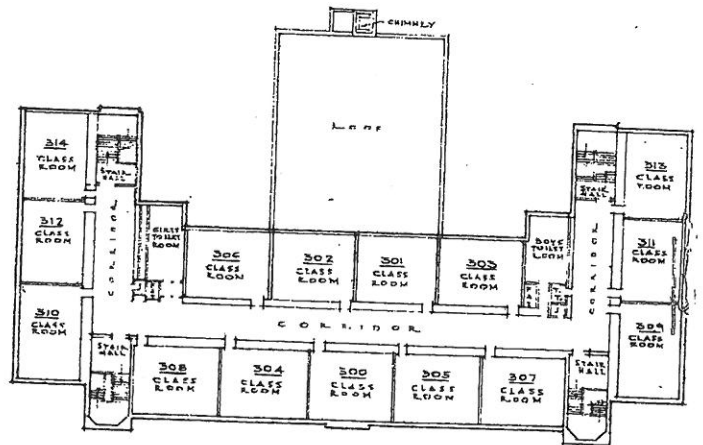 CHIMNEY
ROOF
314
CLASS
ROOM
STAIR
HALL
313
CLASS
ROOM
STAIR
HALL
312
CLASS
ROOM
CORRIDOR
GIRLS
TOILET
ROOM
306
CLASS
ROOM
302
CLASS
ROOM
301
CLASS
ROOM
303
CLASS
ROOM
BOYS
TOILET
ROOM
CORRIDOR
311
CLASS
ROOM
310
CLASS
ROOM
CORRIDOR
309
CLASS
ROOM
STAIR
HALL
308
CLASS
ROOM
304
CLASS
ROOM
300
CLASS
ROOM
305
CLASS
ROOM
307
CLASS
ROOM
STAIR
HALL